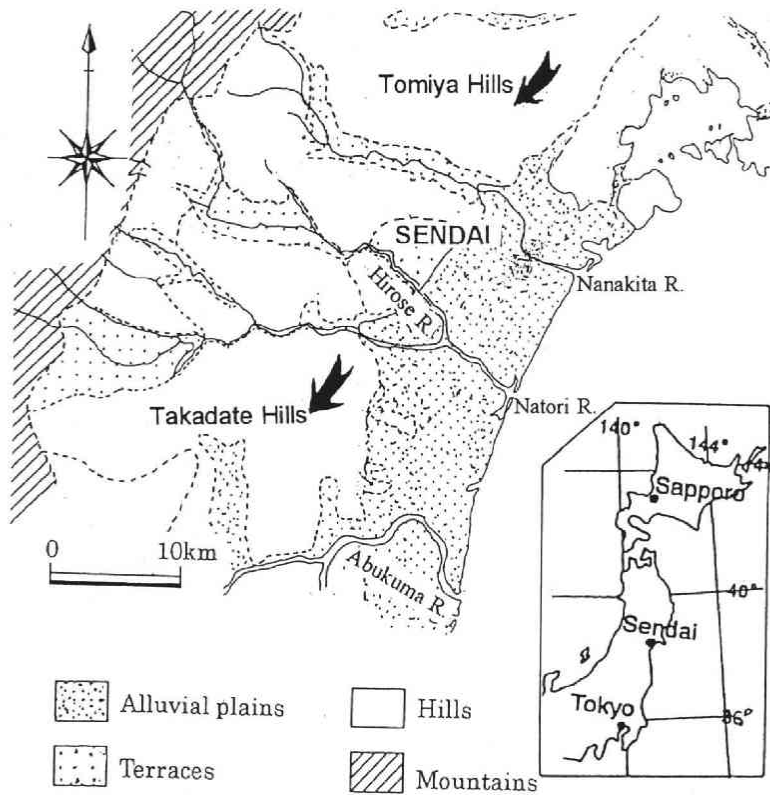 Tomiya Hills
SENDAI
Hirose R.
Nanakita R.
Natori R.
Takadate Hills
0 10km
Abukuma R.
140°
144°
44°
Sapporo
40°
Sendai
Tokyo
36°
Alluvial plains
Hills
Terraces
Mountains